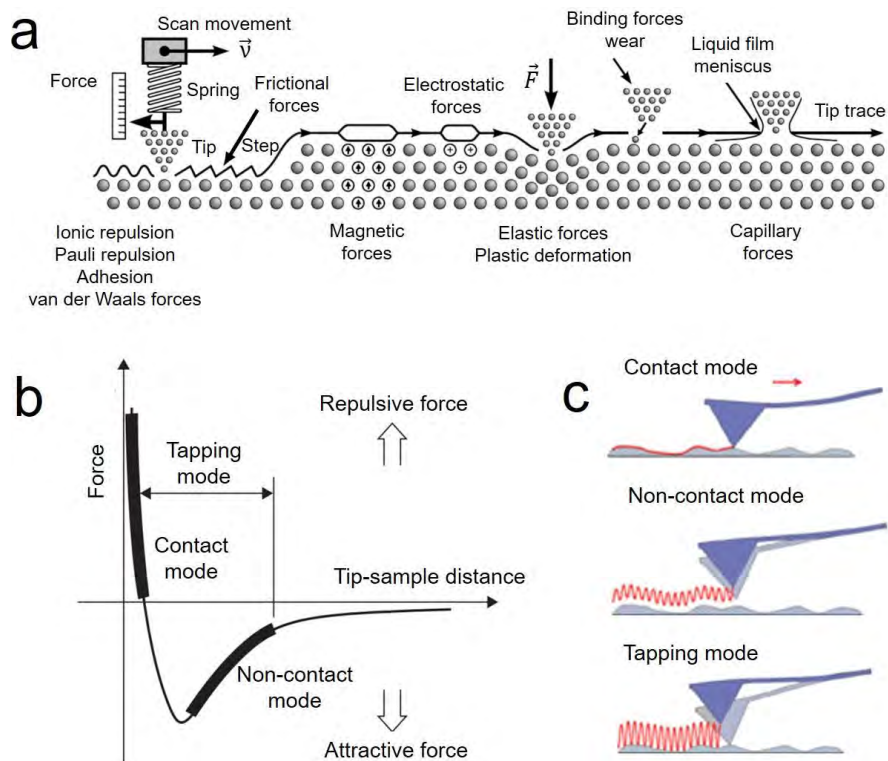 a
Scan movement
v
Force
Spring
Frictional
forces
Tip
Step
Electrostatic
forces
F
Binding forces
wear
Liquid film
meniscus
Tip trace
Ionic repulsion
Pauli repulsion
Adhesion
van der Waals forces
Magnetic
forces
Elastic forces
Plastic deformation
Capillary
forces
b
Force
Repulsive force
Tapping
mode
Contact
mode
Tip-sample distance
Non-contact
mode
Attractive force
c
Contact mode
Non-contact mode
Tapping mode